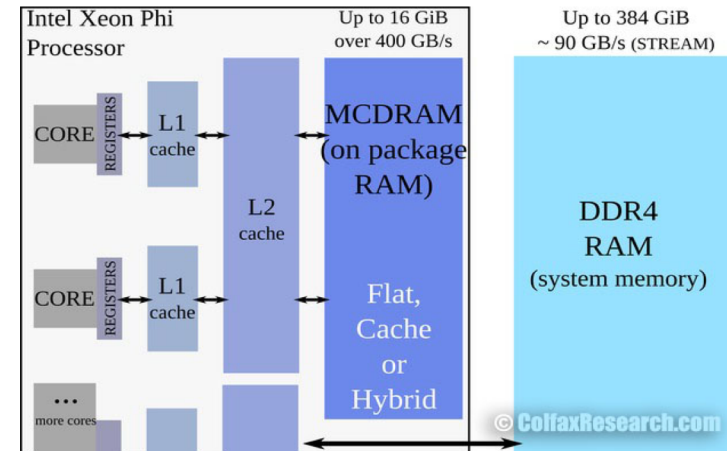 Intel Xeon Phi
Processor
Up to 16 GiB
over 400 GB/s
Up to 384 GiB
~ 90 GB/s (STREAM)
CORE
REGISTERS
L1
cache
L2
cache
MCDRAM
(on package
RAM)
DDR4
RAM
(system memory)
CORE
REGISTERS
L1
cache
Flat,
Cache
or
Hybrid
...
more cores
© ColfaxResearch.com